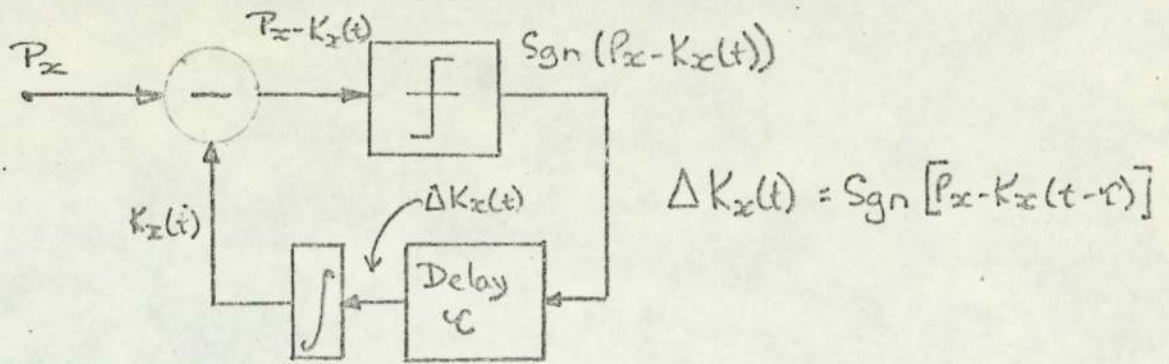 Px
Px-Kx(t)
Sgn (Px-Kx(t))
Kx(t)
ΔKx(t)
Delay
τ
∫
ΔKx(t) = Sgn [Px-Kx(t-τ)]